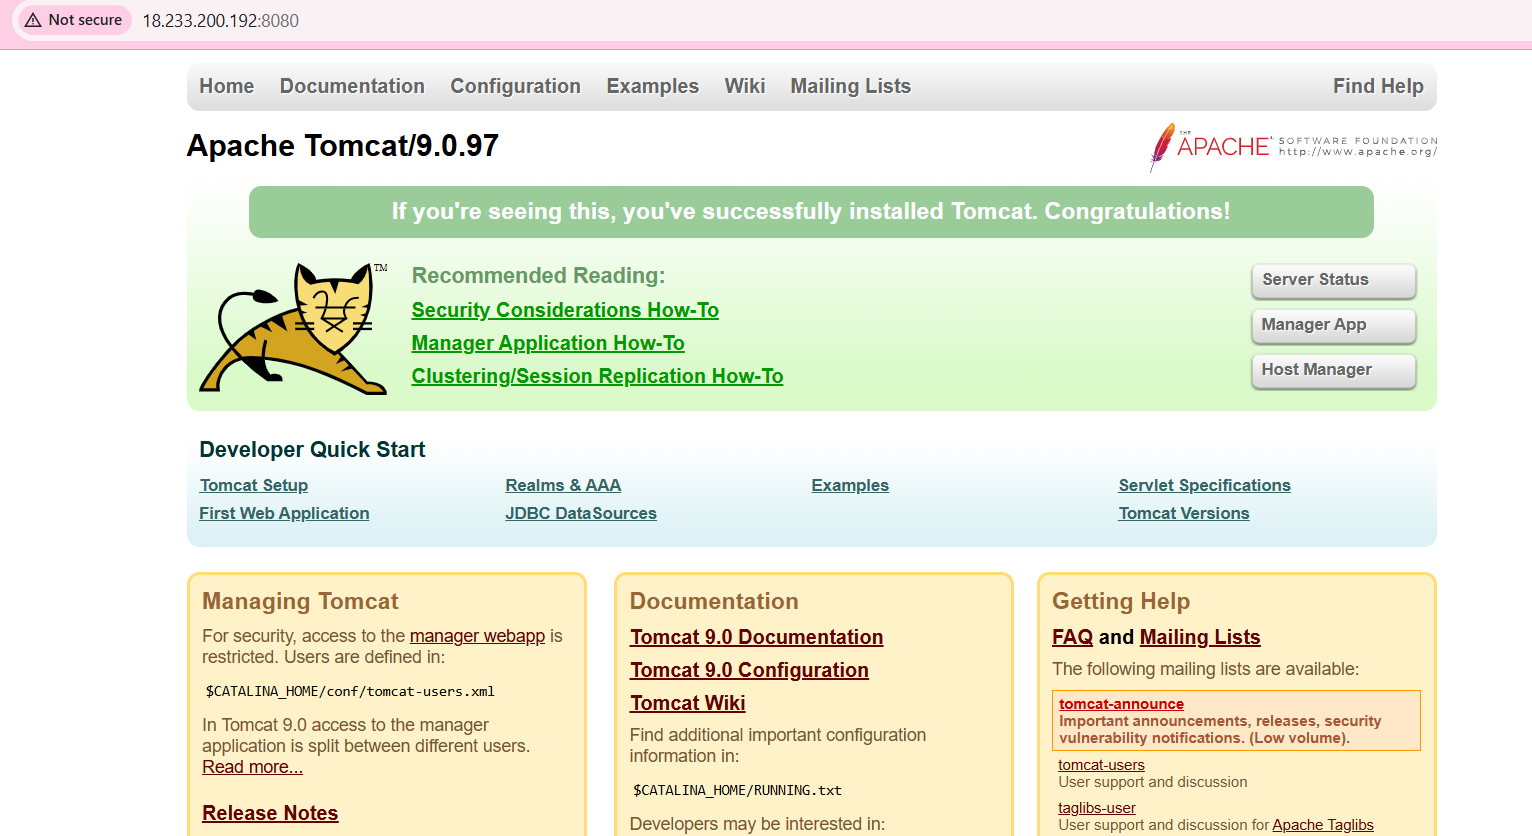 Not secure 18.233.200.192:8080
Home Documentation Configuration Examples Wiki Mailing Lists Find Help
Apache Tomcat/9.0.97
THE APACHE SOFTWARE FOUNDATION
http://www.apache.org/
If you're seeing this, you've successfully installed Tomcat. Congratulations!
TM
Recommended Reading:
Security Considerations How-To
Manager Application How-To
Clustering/Session Replication How-To
Server Status
Manager App
Host Manager
Developer Quick Start
Tomcat Setup
First Web Application
Realms & AAA
JDBC DataSources
Examples
Servlet Specifications
Tomcat Versions
Managing Tomcat
For security, access to the manager webapp is
restricted. Users are defined in:
$CATALINA_HOME/conf/tomcat-users.xml
In Tomcat 9.0 access to the manager
application is split between different users.
Read more...
Release Notes
Documentation
Tomcat 9.0 Documentation
Tomcat 9.0 Configuration
Tomcat Wiki
Find additional important configuration
information in:
$CATALINA_HOME/RUNNING.txt
Developers may be interested in:
Getting Help
FAQ and Mailing Lists
The following mailing lists are available:
tomcat-announce
Important announcements, releases, security
vulnerability notifications. (Low volume).
tomcat-users
User support and discussion
taglibs-user
User support and discussion for Apache Taglibs